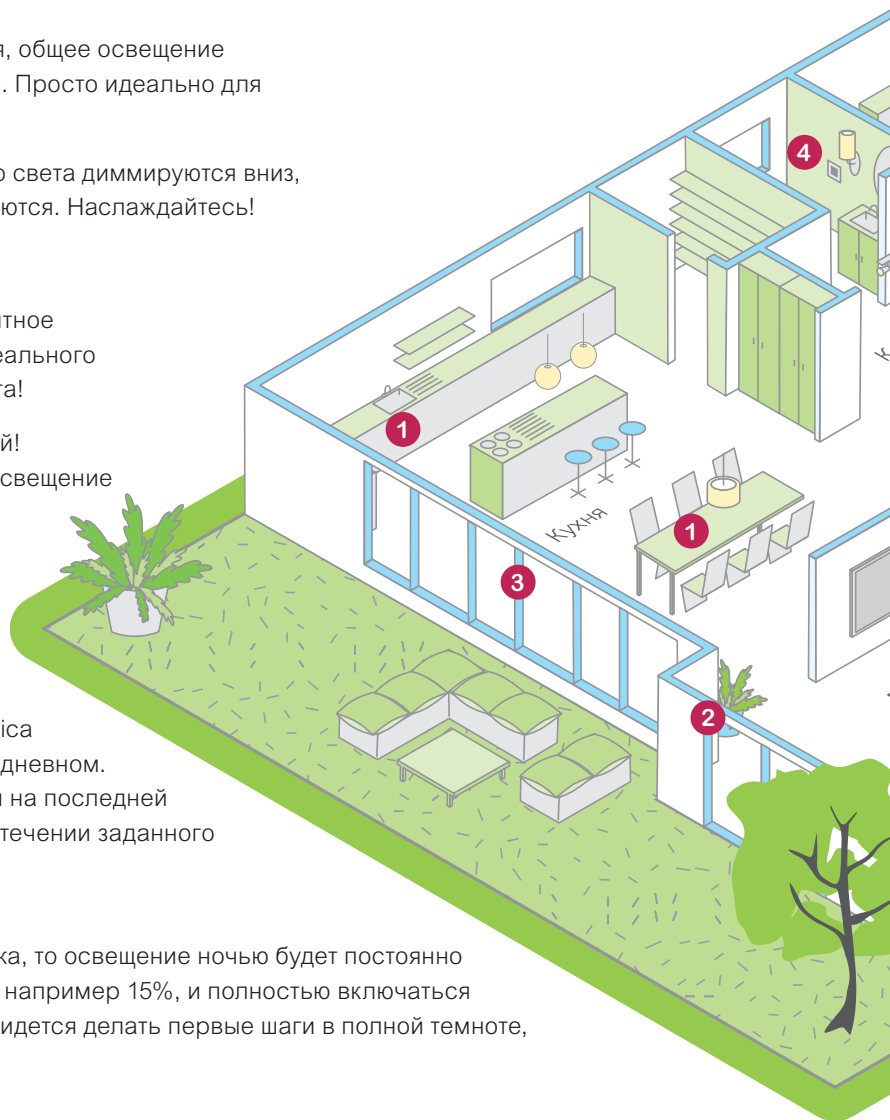 я, общее освещение
. Просто идеально для
о света диммируются вниз,
ются. Наслаждайтесь!
тное
еального
та!
й!
свещение
ica
дневном.
и на последней
течении заданного
ка, то освещение ночью будет постоянно
например 15%, и полностью включаться
идется делать первые шаги в полной темноте,
4
1
Кухня
1
3
2